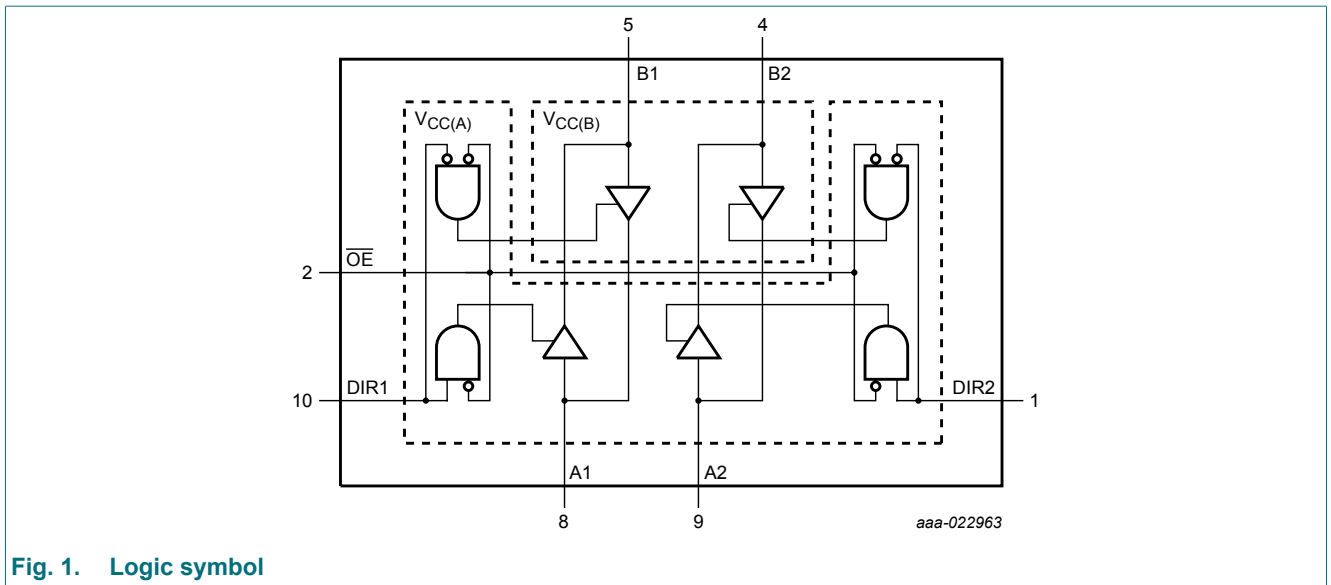 5 4
B1 B2
VCC(A) VCC(B)
2 OE
10 DIR1 DIR2 1
A1 A2
8 9
aaa-022963
Fig. 1. Logic symbol